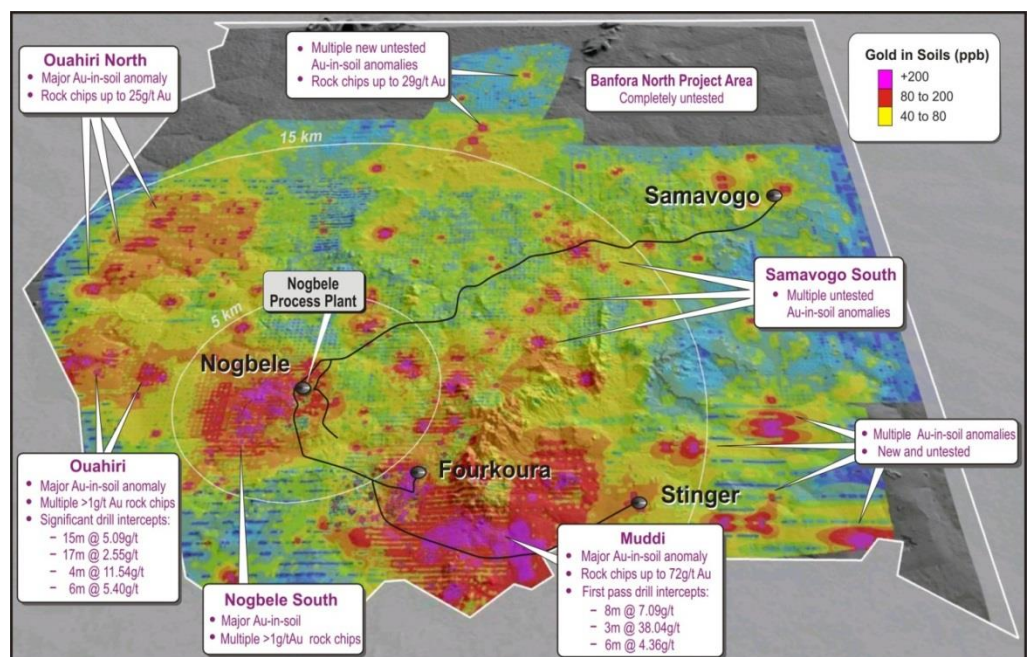 Ouahiri North
• Major Au-in-soil anomaly
• Rock chips up to 25g/t Au
• Multiple new untested
Au-in-soil anomalies
• Rock chips up to 29g/t Au
Banfora North Project Area
Completely untested
Gold in Soils (ppb)
+200
80 to 200
40 to 80
15 km
Samavogo
Nogbele
Process Plant
Samavogo South
• Multiple untested
Au-in-soil anomalies
5 km
Nogbele
Fourkoura
Stinger
• Multiple Au-in-soil anomalies
• New and untested
Ouahiri
• Major Au-in-soil anomaly
• Multiple >1g/t Au rock chips
• Significant drill intercepts:
– 15m @ 5.09g/t
– 17m @ 2.55g/t
– 4m @ 11.54g/t
– 6m @ 5.40g/t
Nogbele South
• Major Au-in-soil
• Multiple >1g/tAu rock chips
Muddi
• Major Au-in-soil anomaly
• Rock chips up to 72g/t Au
• First pass drill intercepts:
– 8m @ 7.09g/t
– 3m @ 38.04g/t
– 6m @ 4.36g/t